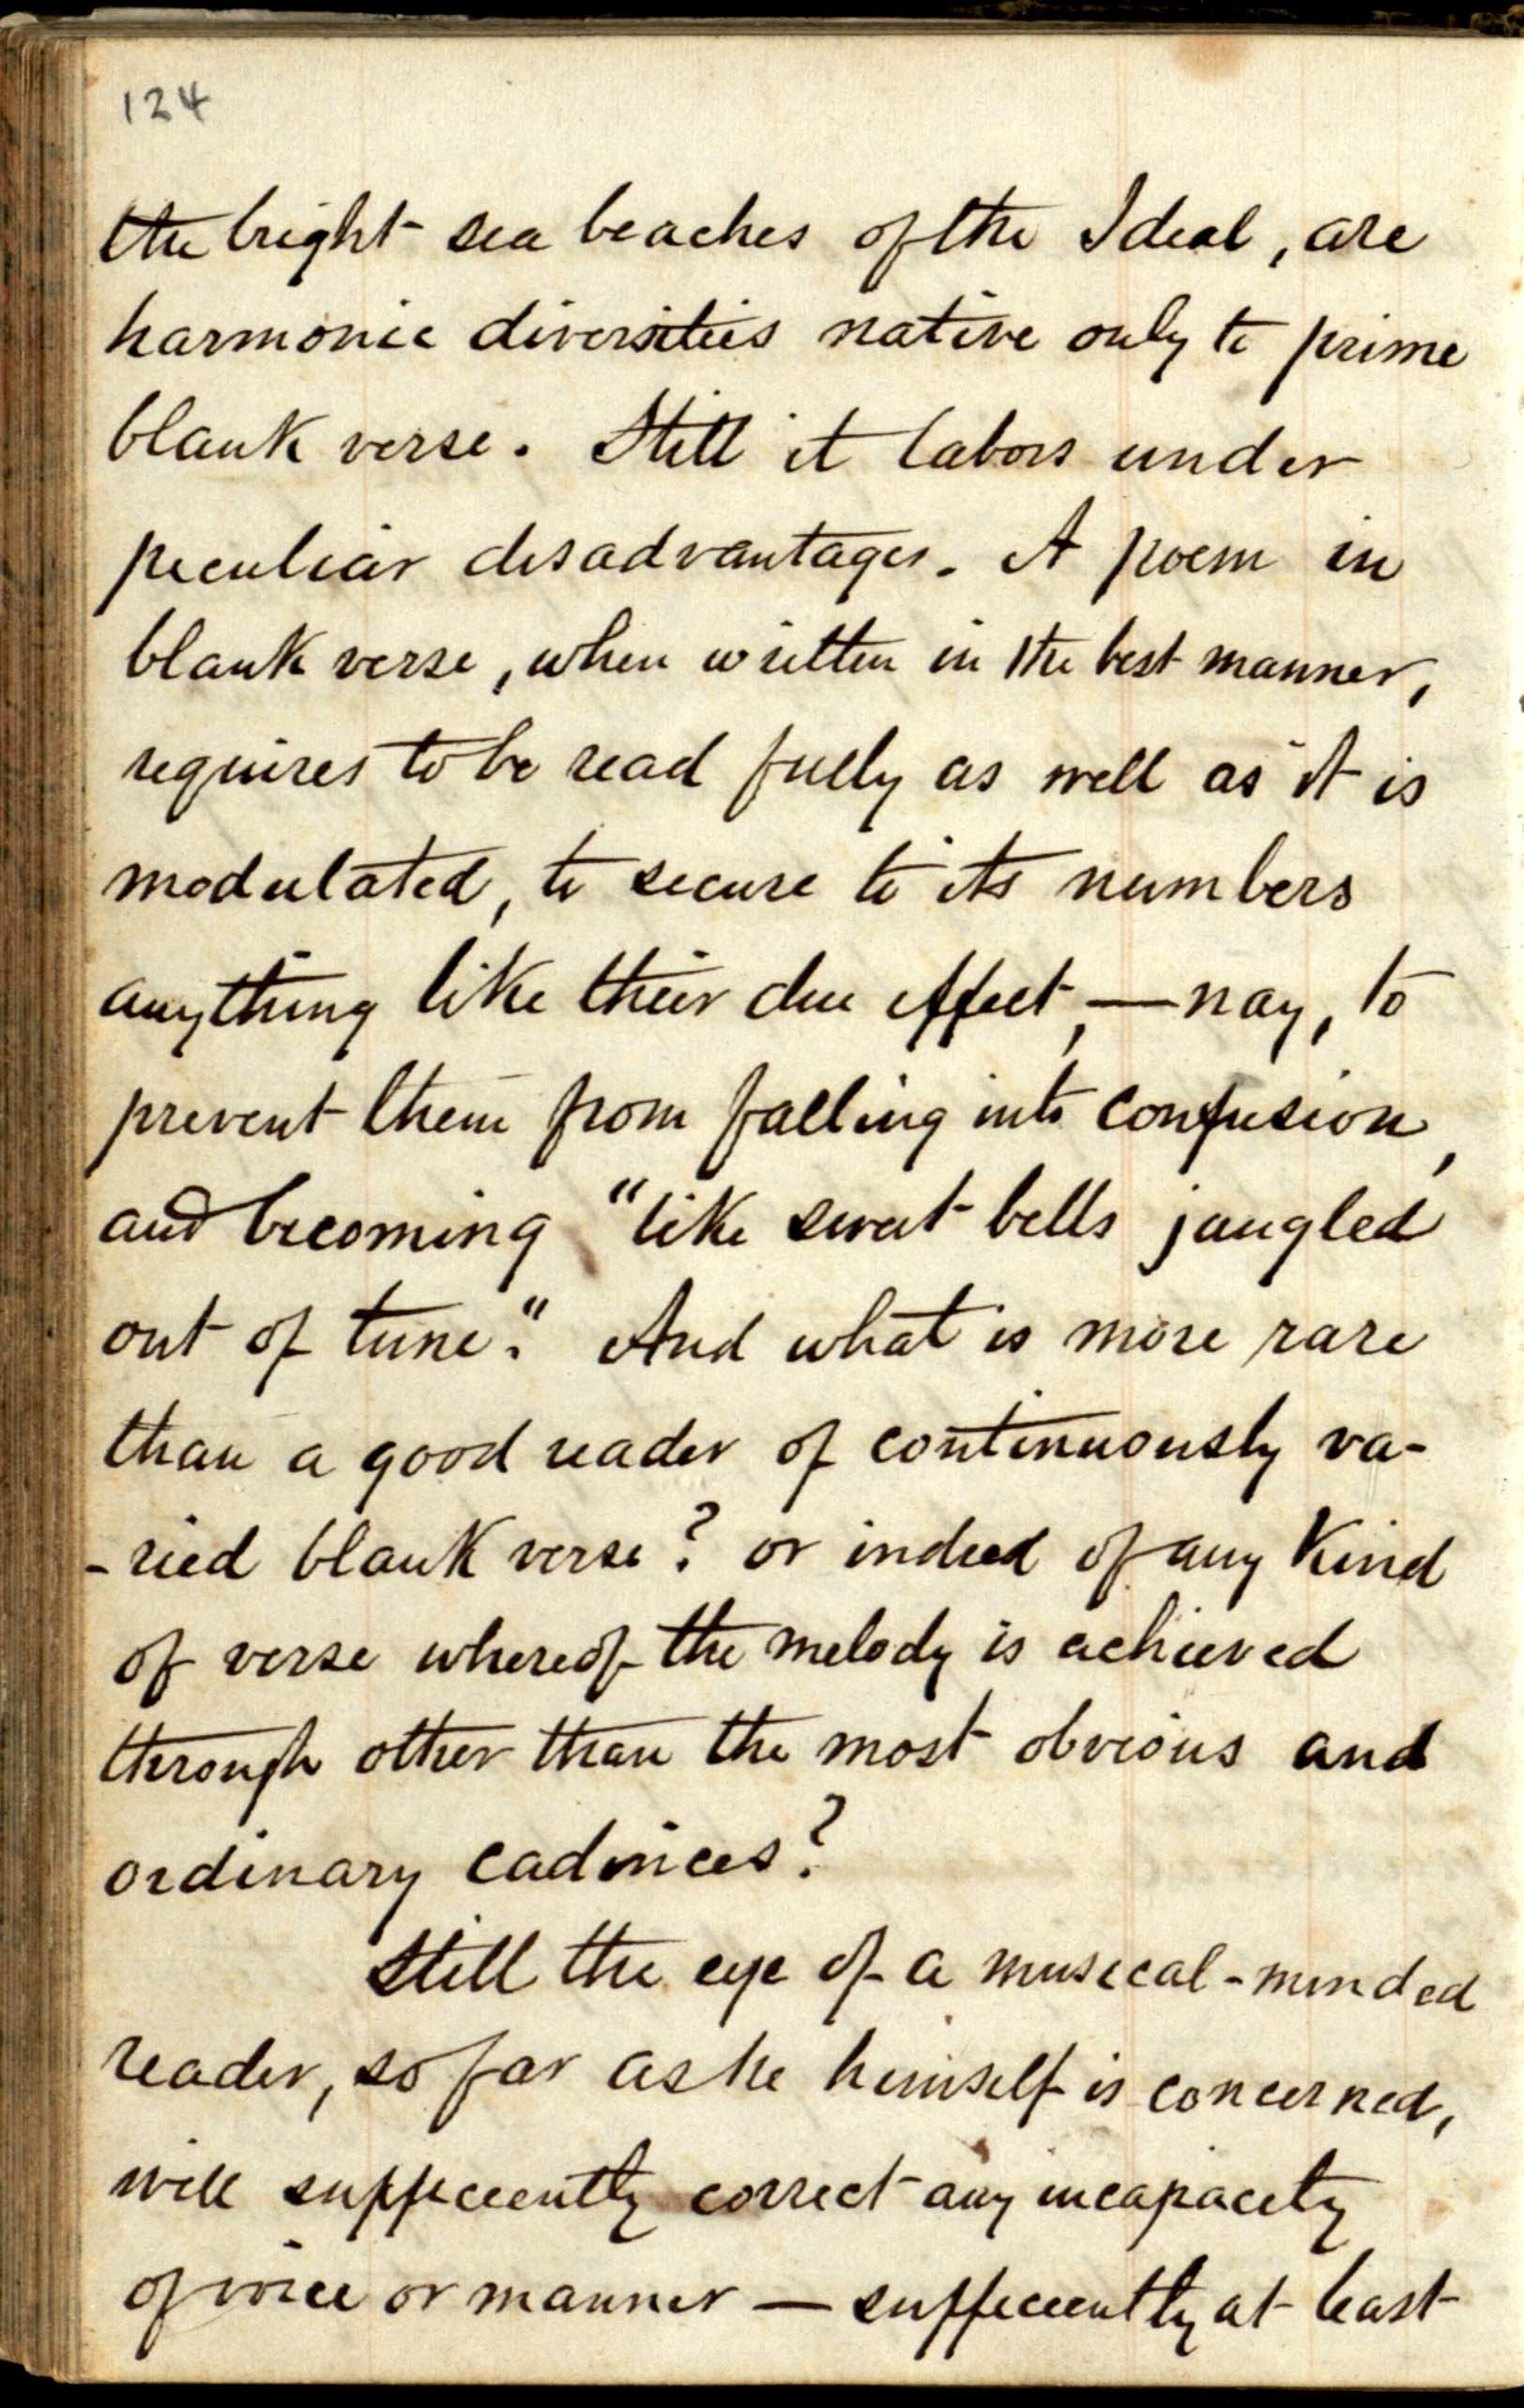 124
the bright sea beaches of the Ideal, are
harmonic diversities native only to prime
blank verse. Still it labors under
peculiar disadvantages. A poem in
blank verse, when written in the best manner,
requires to be read fully as well as it is
modulated, to secure to its numbers
anything like their due effect, — nay, to
prevent them from falling into confusion,
and becoming "like sweet bells jangled
out of tune." And what is more rare
than a good reader of continuously va-
-ried blank verse? or indeed of any kind
of verse whereof the melody is achieved
through other than the most obvious and
ordinary cadences?
Still the eye of a musical-minded
reader, so far as he himself is concerned,
will sufficiently correct any incapacity
of voice or manner — sufficiently at least